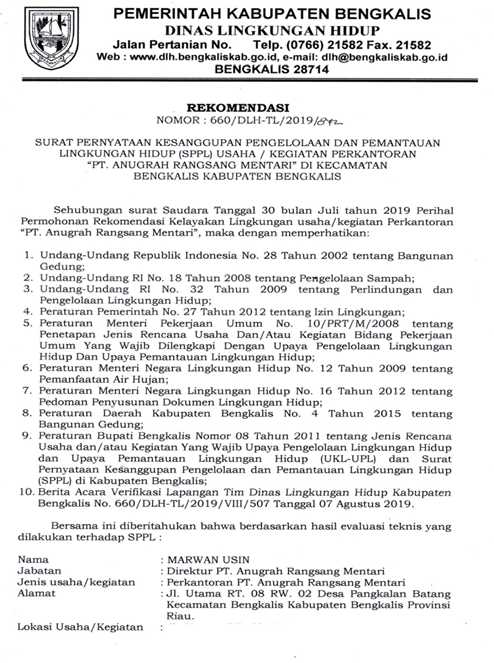 PEMERINTAH KABUPATEN BENGKALIS
DINAS LINGKUNGAN HIDUP
Jalan Pertanian No. Telp. (0766) 21582 Fax. 21582
Web : www.dlh.bengkaliskab.go.id, e-mail: dlh@bengkaliskab.go.id
BENGKALIS 28714
REKOMENDASI
NOMOR : 660/DLH-TL/2019/
SURAT PERNYATAAN KESANGGUPAN PENGELOLAAN DAN PEMANTAUAN
LINGKUNGAN HIDUP (SPPL) USAHA / KEGIATAN PERKANTORAN
"PT. ANUGRAH RANGSANG MENTARI" DI KECAMATAN
BENGKALIS KABUPATEN BENGKALIS
Sehubungan surat Saudara Tanggal 30 bulan Juli tahun 2019 Perihal
Permohonan Rekomendasi Kelayakan Lingkungan usaha/kegiatan Perkantoran
"PT. Anugrah Rangsang Mentari", maka dengan memperhatikan:
1. Undang-Undang Republik Indonesia No. 28 Tahun 2002 tentang Bangunan
Gedung;
2. Undang-Undang RI No. 18 Tahun 2008 tentang Pengelolaan Sampah;
3. Undang-Undang RI No. 32 Tahun 2009 tentang Perlindungan dan
Pengelolaan Lingkungan Hidup;
4. Peraturan Pemerintah No. 27 Tahun 2012 tentang Izin Lingkungan;
5. Peraturan Menteri Pekerjaan Umum No. 10/PRT/M/2008 tentang
Penetapan Jenis Rencana Usaha Dan/Atau Kegiatan Bidang Pekerjaan
Umum Yang Wajib Dilengkapi Dengan Upaya Pengelolaan Lingkungan
Hidup Dan Upaya Pemantauan Lingkungan Hidup;
6. Peraturan Menteri Negara Lingkungan Hidup No. 12 Tahun 2009 tentang
Pemanfaatan Air Hujan;
7. Peraturan Menteri Negara Lingkungan Hidup No. 16 Tahun 2012 tentang
Pedoman Penyusunan Dokumen Lingkungan Hidup;
8. Peraturan Daerah Kabupaten Bengkalis No. 4 Tahun 2015 tentang
Bangunan Gedung;
9. Peraturan Bupati Bengkalis Nomor 08 Tahun 2011 tentang Jenis Rencana
Usaha dan/atau Kegiatan Yang Wajib Upaya Pengelolaan Lingkungan Hidup
dan Upaya Pemantauan Lingkungan Hidup (UKL-UPL) dan Surat
Pernyataan Kesanggupan Pengelolaan dan Pemantauan Lingkungan Hidup
(SPPL) di Kabupaten Bengkalis;
10. Berita Acara Verifikasi Lapangan Tim Dinas Lingkungan Hidup Kabupaten
Bengkalis No. 660/DLH-TL/2019/VIII/507 Tanggal 07 Agustus 2019.
Bersama ini diberitahukan bahwa berdasarkan hasil evaluasi teknis yang
dilakukan terhadap SPPL :
Nama : MARWAN USIN
Jabatan : Direktur PT. Anugrah Rangsang Mentari
Jenis usaha/kegiatan : Perkantoran PT. Anugrah Rangsang Mentari
Alamat : Jl. Utama RT. 08 RW. 02 Desa Pangkalan Batang
Kecamatan Bengkalis Kabupaten Bengkalis Provinsi
Riau.
Lokasi Usaha/Kegiatan :